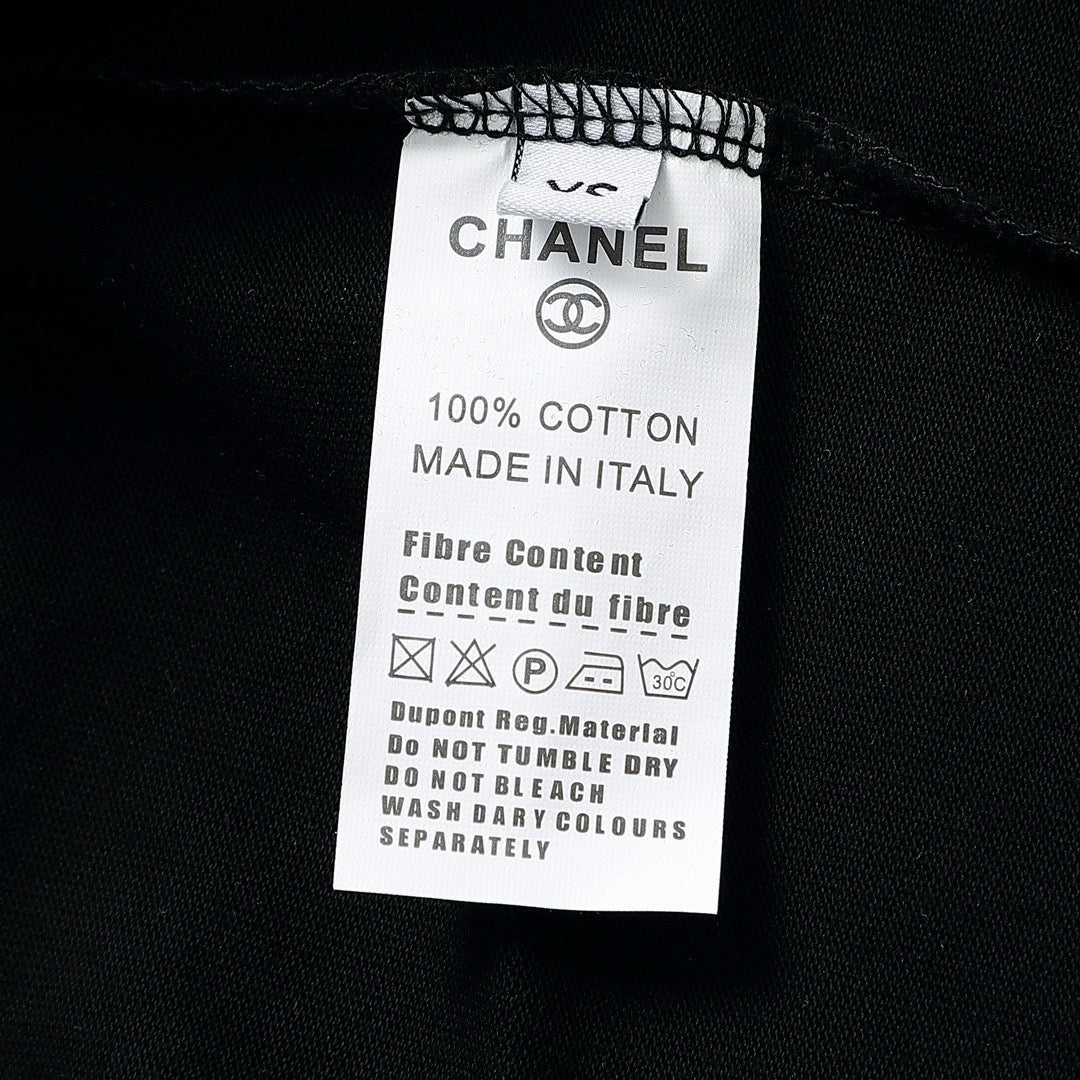 CHANEL
100% COTTON
MADE IN ITALY
Fibre Content
Content du fibre
P
30°C
Dupont Reg.Material
Do NOT TUMBLE DRY
DO NOT BLEACH
WASH DARY COLOURS
SEPARATELY